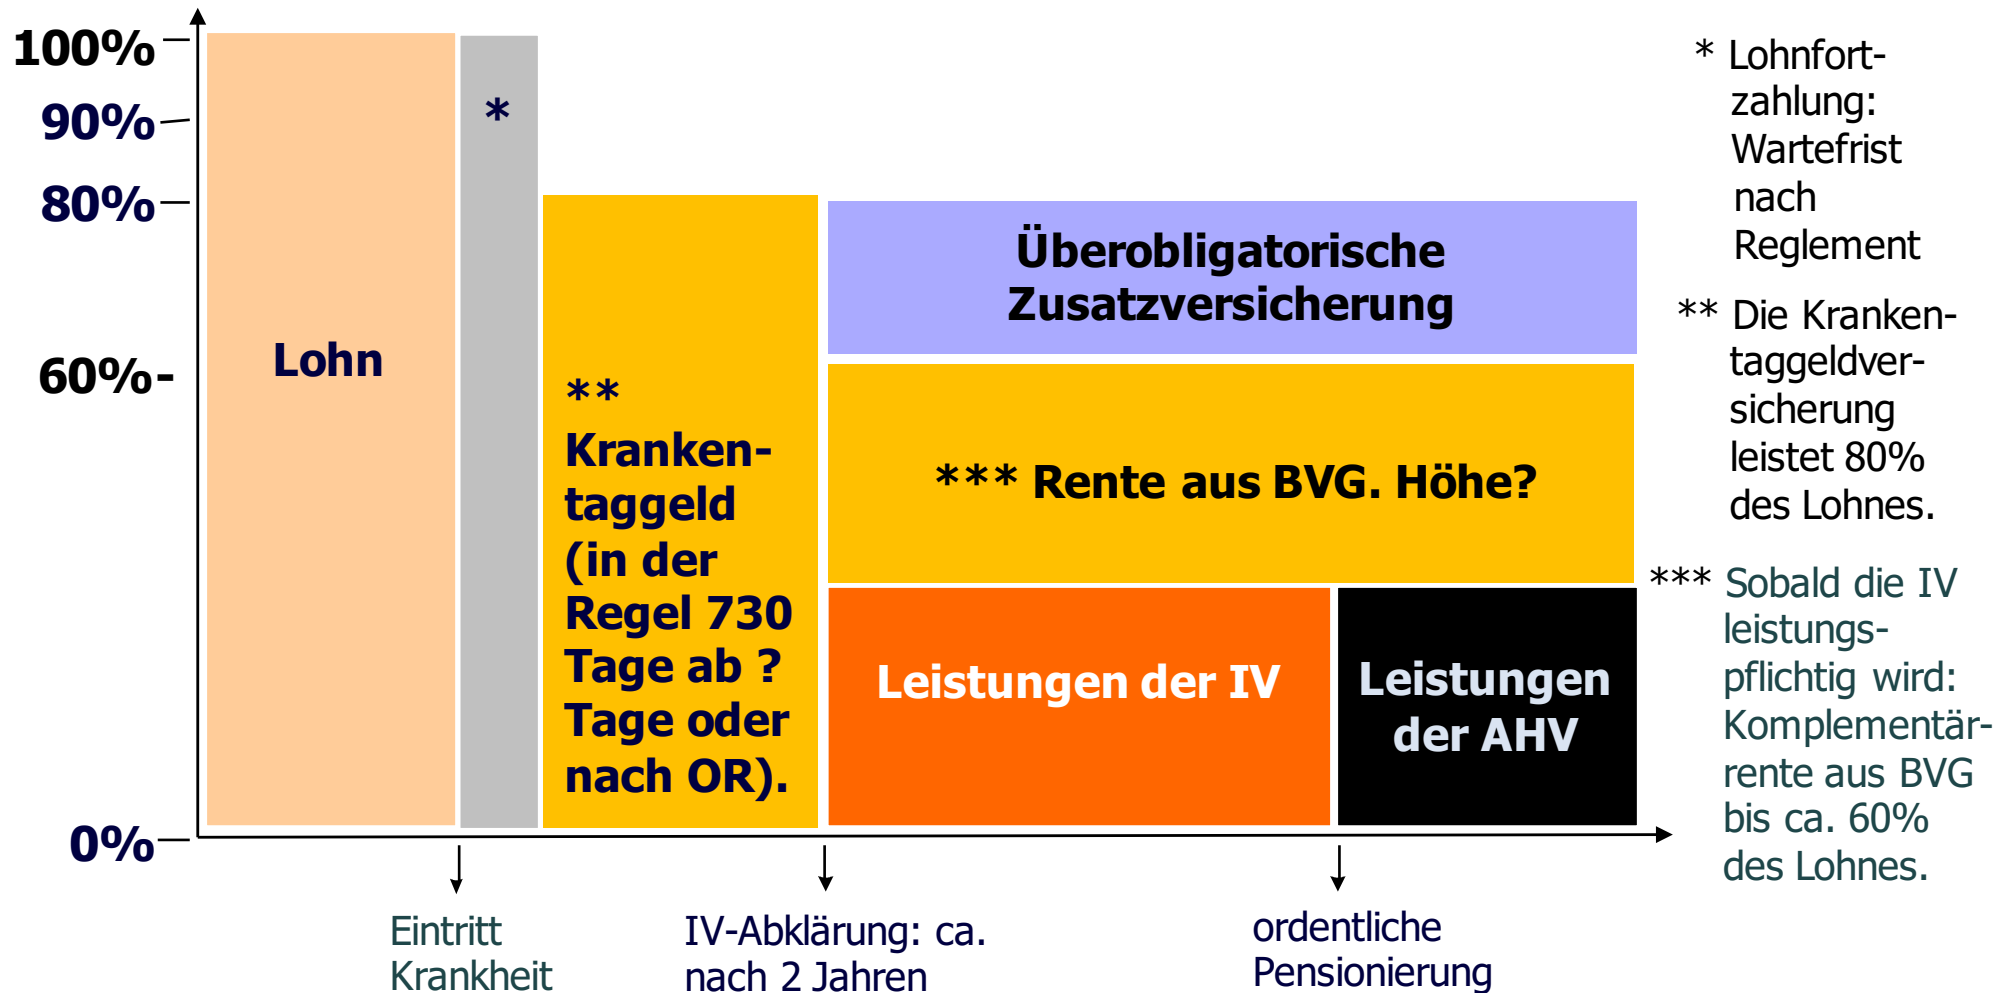 100%
90%
80%
60%-
0%
Lohn
*
**
Kranken-
taggeld
(in der
Regel 730
Tage ab ?
Tage oder
nach OR).
Überobligatorische
Zusatzversicherung
*** Rente aus BVG. Höhe?
Leistungen der IV
Leistungen
der AHV
Eintritt
Krankheit
IV-Abklärung: ca.
nach 2 Jahren
ordentliche
Pensionierung
* Lohnfort-
zahlung:
Wartefrist
nach
Reglement
** Die Kranken-
taggeldver-
sicherung
leistet 80%
des Lohnes.
*** Sobald die IV
leistungs-
pflichtig wird:
Komplementär-
rente aus BVG
bis ca. 60%
des Lohnes.